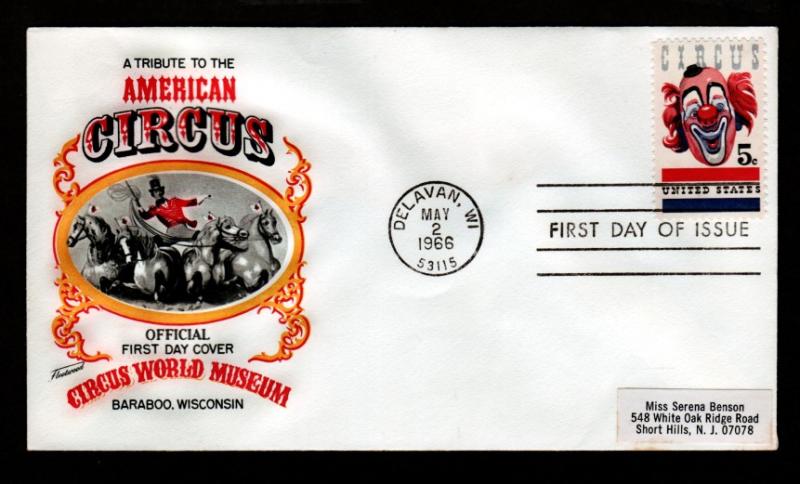 A TRIBUTE TO THE
AMERICAN
CIRCUS
OFFICIAL
FIRST DAY COVER
Fleetwood
CIRCUS WORLD MUSEUM
BARABOO, WISCONSIN
DELAVAN, WI
MAY
2
1966
53115
CIRCUS
5c
UNITED STATES
FIRST DAY OF ISSUE
Miss Serena Benson
548 White Oak Ridge Road
Short Hills, N. J. 07078